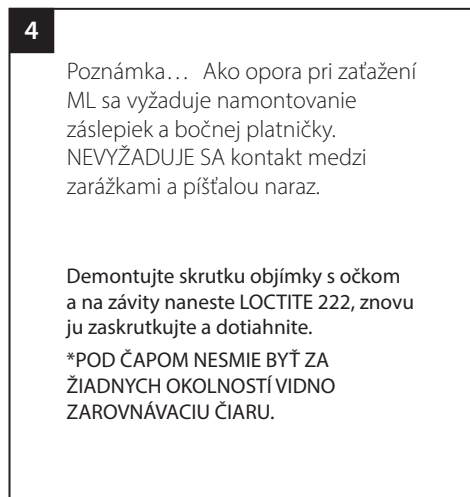 4
Poznámka… Ako opora pri zaťažení
ML sa vyžaduje namontovanie
záslepiek a bočnej platničky.
NEVYŽADUJE SA kontakt medzi
zarážkami a píšťalou naraz.
Demontujte skrutku objímky s očkom
a na závity naneste LOCTITE 222, znovu
ju zaskrutkujte a dotiahnite.
*POD ČAPOM NESMIE BYŤ ZA
ŽIADNYCH OKOLNOSTÍ VIDNO
ZAROVNÁVACIU ČIARU.